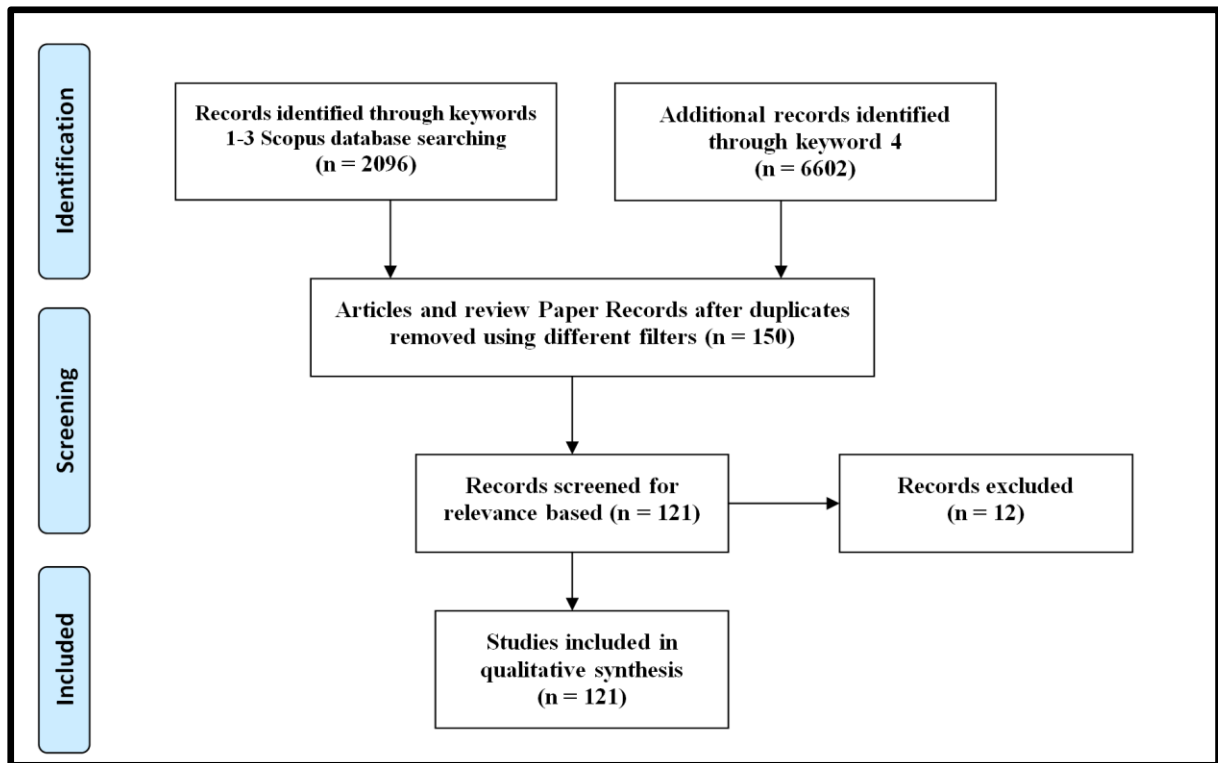 Identification
Records identified through keywords
1-3 Scopus database searching
(n = 2096)
Additional records identified
through keyword 4
(n = 6602)
Articles and review Paper Records after duplicates
removed using different filters (n = 150)
Screening
Records screened for
relevance based (n = 121)
Records excluded
(n = 12)
Included
Studies included in
qualitative synthesis
(n = 121)